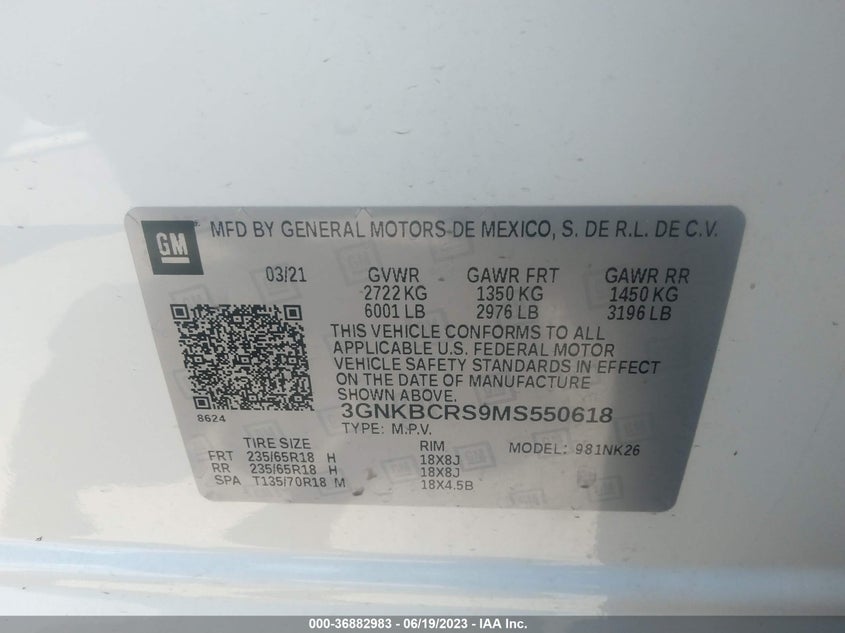 GM
MFD BY GENERAL MOTORS DE MEXICO, S. DE R.L. DE C.V.
03/21 GVWR GAWR FRT GAWR RR
2722 KG 1350 KG 1450 KG
6001 LB 2976 LB 3196 LB
THIS VEHICLE CONFORMS TO ALL
APPLICABLE U.S. FEDERAL MOTOR
VEHICLE SAFETY STANDARDS IN EFFECT
ON THE DATE OF MANUFACTURE
SHOWN ABOVE.
8624
3GNKBCRS9MS550618
TYPE: M.P.V.
TIRE SIZE RIM MODEL: 981NK26
FRT 235/65R18 H 18X8J
RR 235/65R18 H 18X8J
SPA T135/70R18 M 18X4.5B
000-36882983 - 06/19/2023 - IAA Inc.